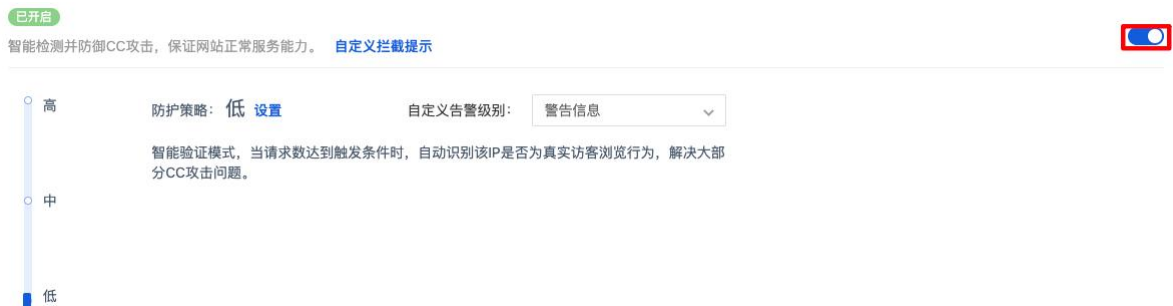 已开启
智能检测并防御CC攻击，保证网站正常服务能力。 自定义拦截提示
高
防护策略： 低 设置 自定义告警级别： 警告信息
智能验证模式，当请求数达到触发条件时，自动识别该IP是否为真实访客浏览行为，解决大部
分CC攻击问题。
中
低